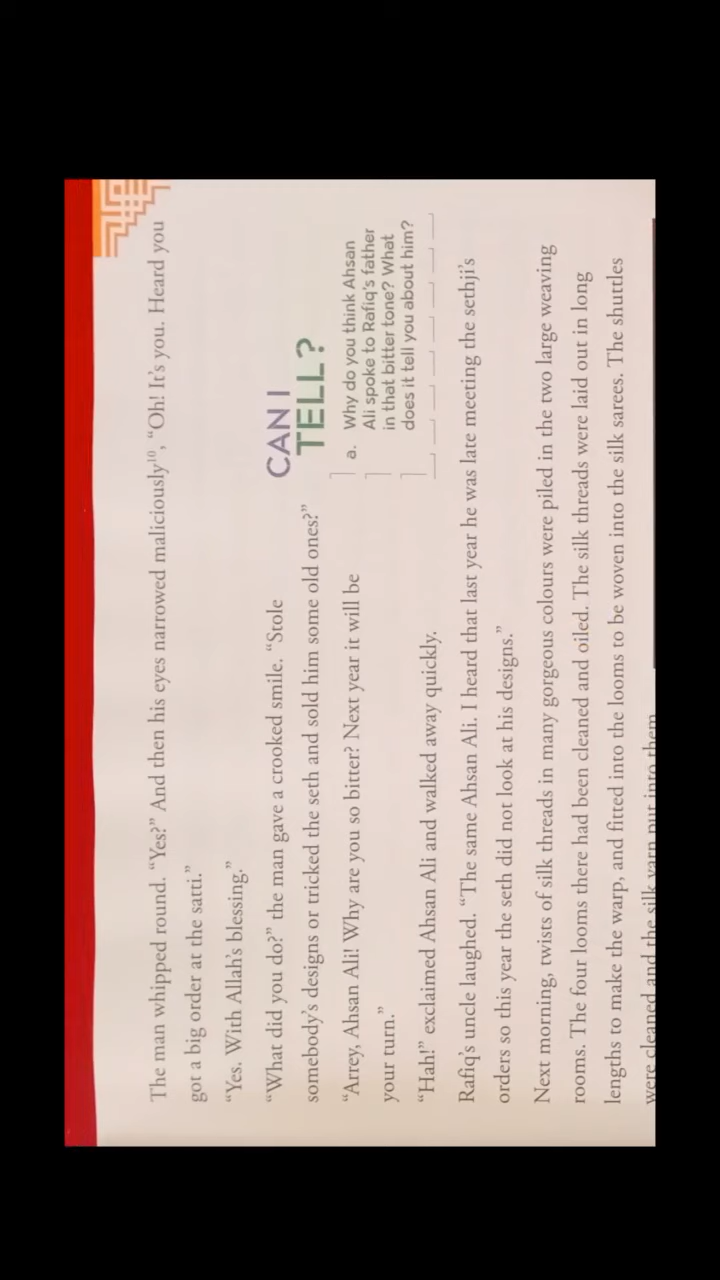 The man whipped round. “Yes?” And then his eyes narrowed maliciously¹⁰, “Oh! It’s you. Heard you
got a big order at the satti.”
“Yes. With Allah’s blessing.”
“What did you do?” the man gave a crooked smile. “Stole
somebody’s designs or tricked the seth and sold him some old ones?”
“Arrey, Ahsan Ali! Why are you so bitter? Next year it will be
your turn.”
“Hah!” exclaimed Ahsan Ali and walked away quickly.
CAN I
TELL?
a. Why do you think Ahsan
Ali spoke to Rafiq’s father
in that bitter tone? What
does it tell you about him?
Rafiq’s uncle laughed. “The same Ahsan Ali. I heard that last year he was late meeting the sethji’s
orders so this year the seth did not look at his designs.”
Next morning, twists of silk threads in many gorgeous colours were piled in the two large weaving
rooms. The four looms there had been cleaned and oiled. The silk threads were laid out in long
lengths to make the warp, and fitted into the looms to be woven into the silk sarees. The shuttles
were cleaned and the silk yarn put into them